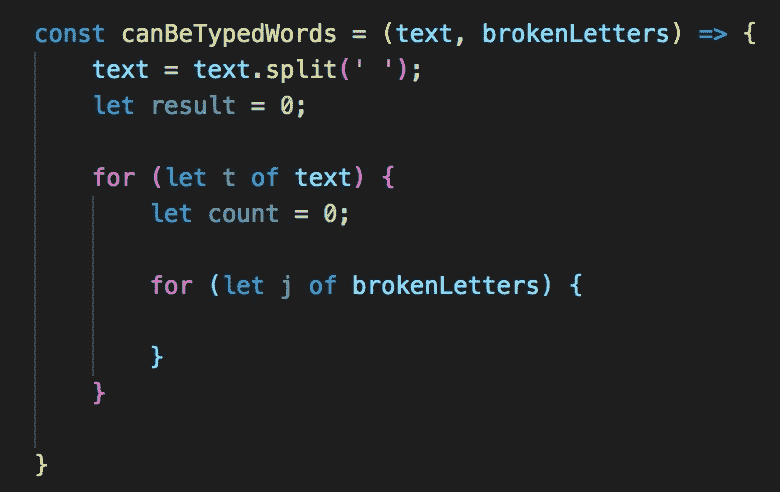 const canBeTypedWords = (text, brokenLetters) => {
    text = text.split(' ');
    let result = 0;

    for (let t of text) {
        let count = 0;

        for (let j of brokenLetters) {

        }
    }

}